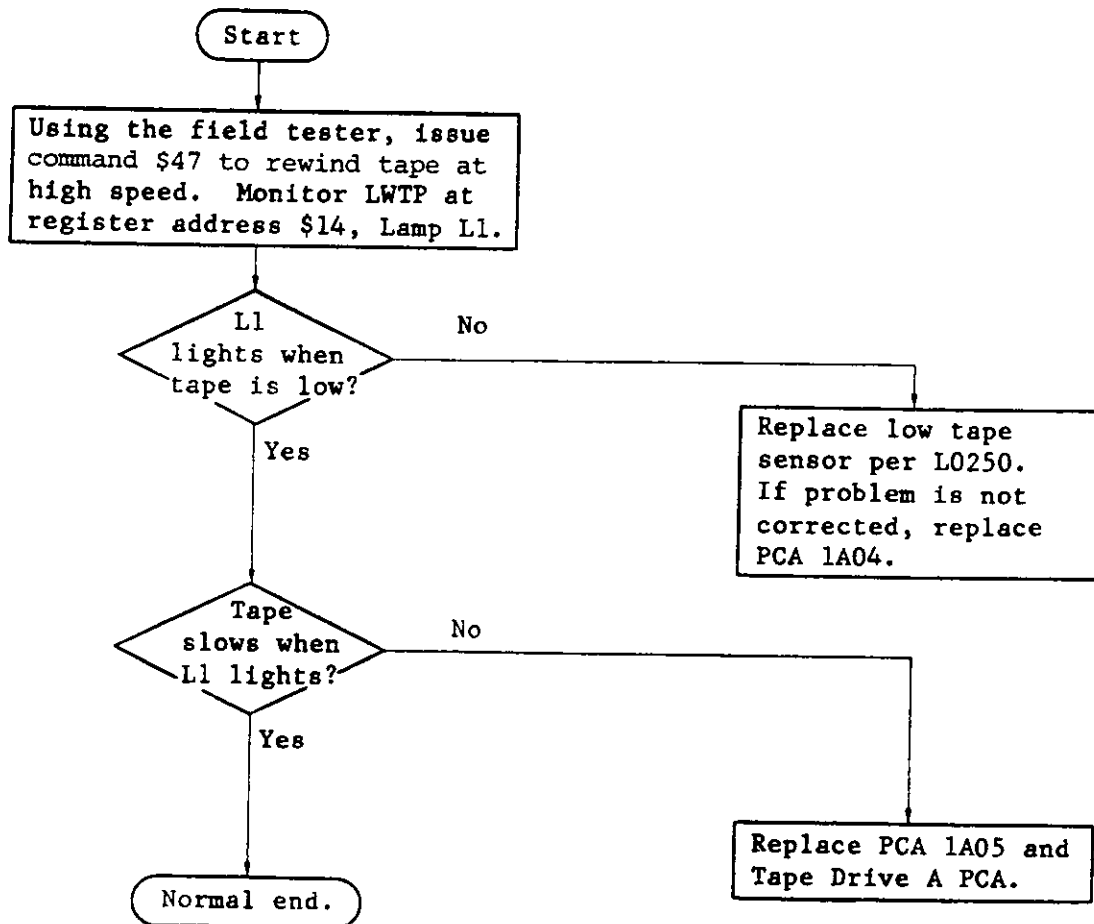 Start
Using the field tester, issue
command $47 to rewind tape at
high speed. Monitor LWTP at
register address $14, Lamp L1.
L1
lights when
tape is low?
No
Yes
Replace low tape
sensor per L0250.
If problem is not
corrected, replace
PCA 1A04.
Tape
slows when
L1 lights?
No
Yes
Replace PCA 1A05 and
Tape Drive A PCA.
Normal end.